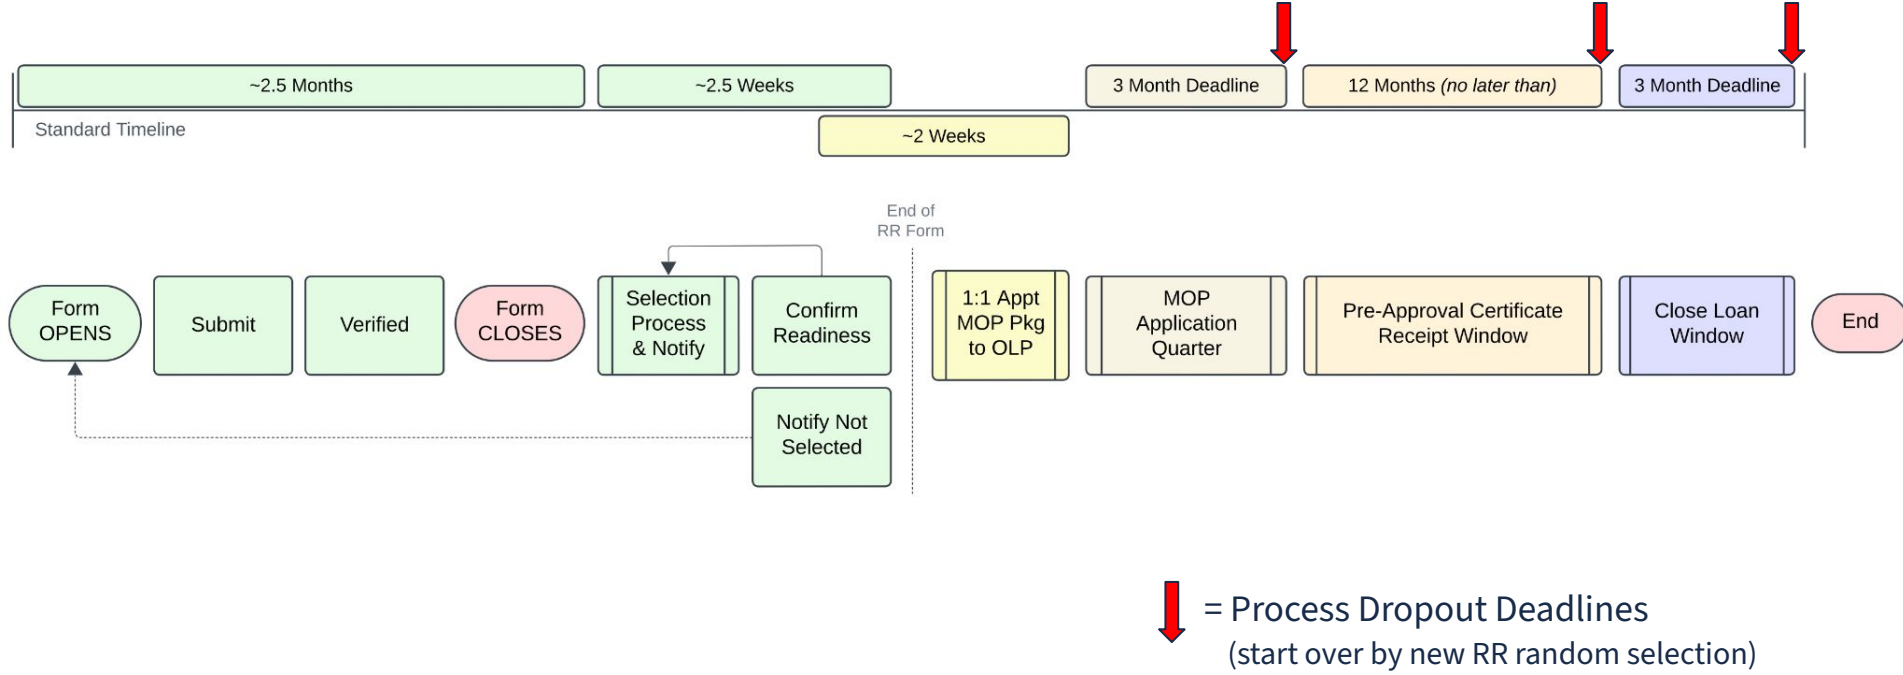 ~2.5 Months
~2.5 Weeks
3 Month Deadline
12 Months (no later than)
3 Month Deadline
Standard Timeline
~2 Weeks
End of
RR Form
Form
OPENS
Submit
Verified
Form
CLOSES
Selection
Process
& Notify
Confirm
Readiness
1:1 Appt
MOP Pkg
to OLP
MOP
Application
Quarter
Pre-Approval Certificate
Receipt Window
Close Loan
Window
End
Notify Not
Selected
= Process Dropout Deadlines
(start over by new RR random selection)